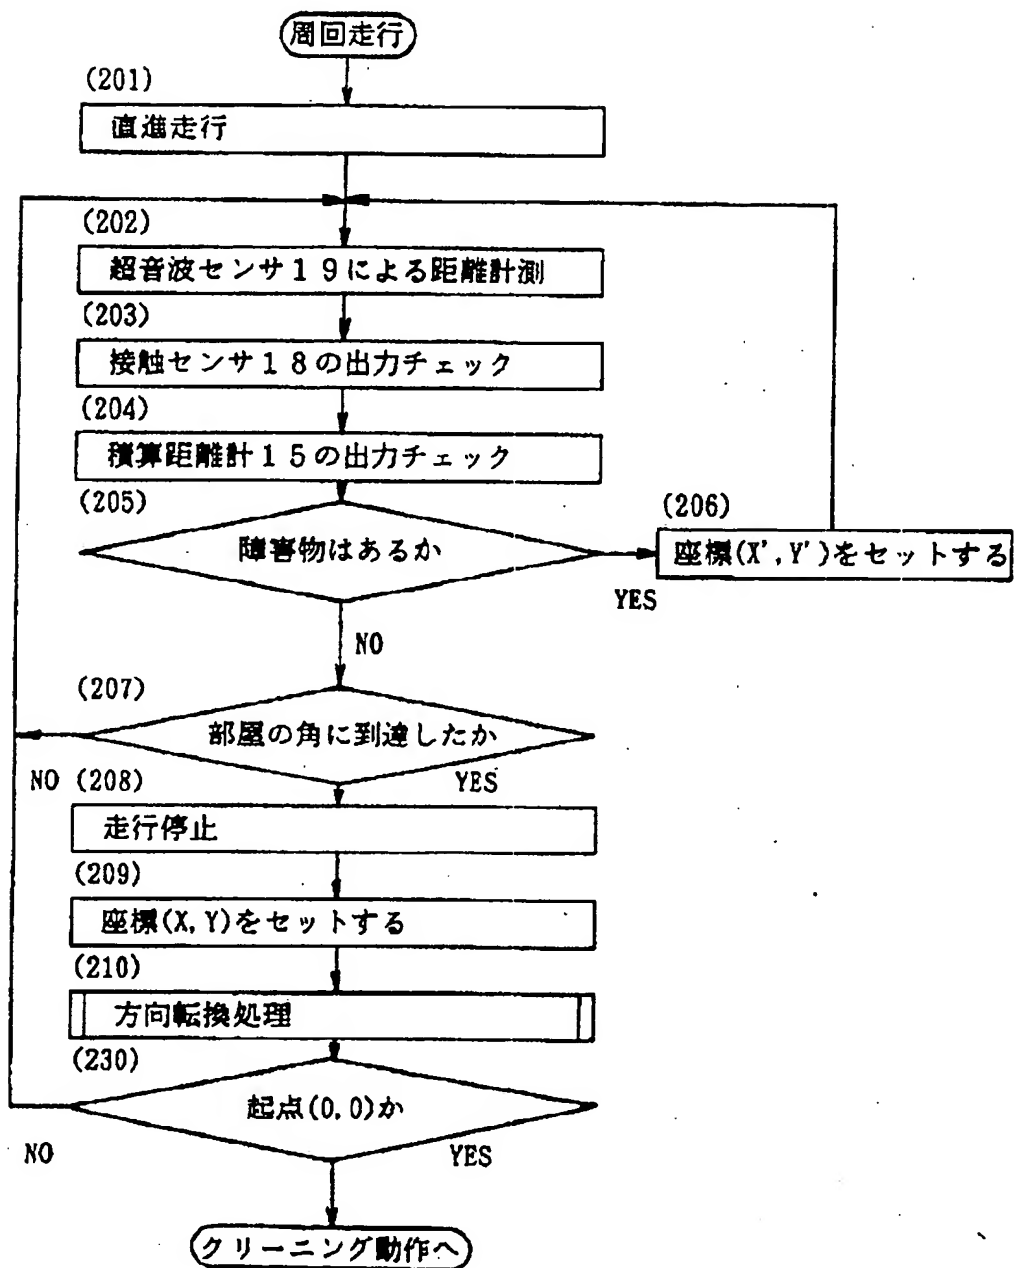 周回走行
(201)
直進走行
(202)
超音波センサ19による距離計測
(203)
接触センサ18の出力チェック
(204)
積算距離計15の出力チェック
(205)
障害物はあるか
(206)
座標(X',Y')をセットする
YES
NO
(207)
部屋の角に到達したか
NO
(208)
YES
走行停止
(209)
座標(X,Y)をセットする
(210)
方向転換処理
(230)
起点(0,0)か
NO
YES
クリーニング動作へ